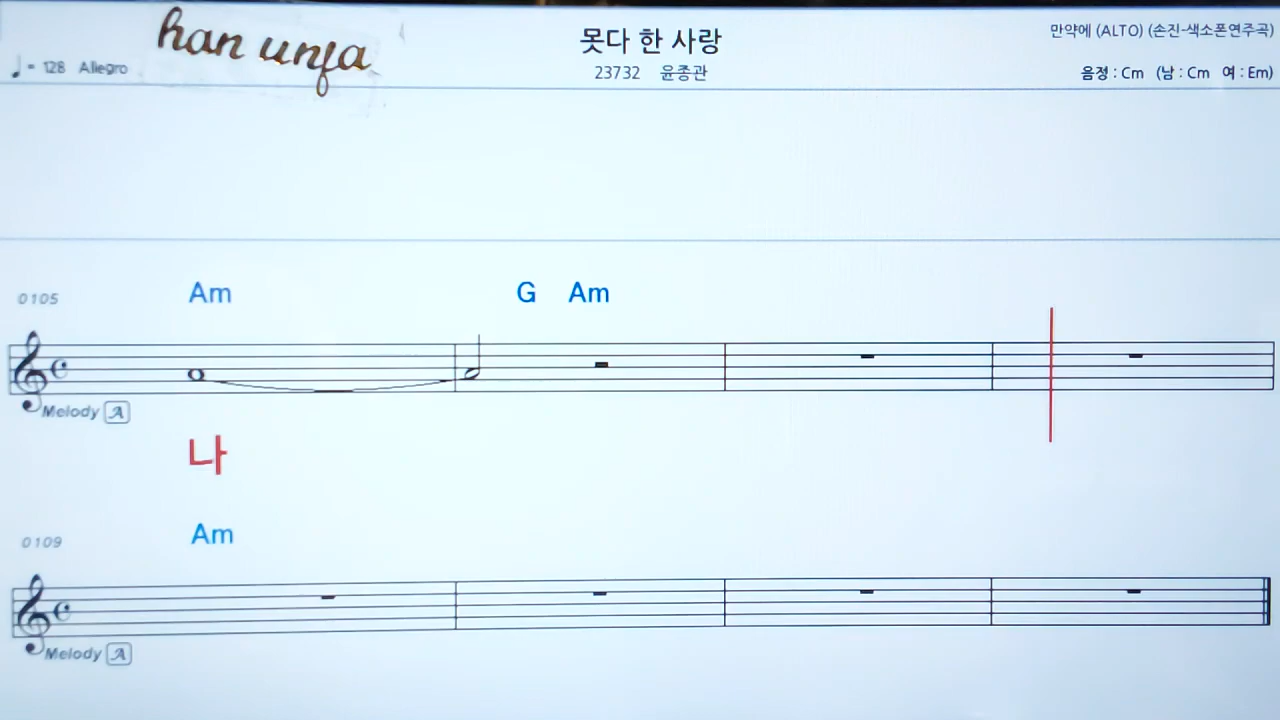 han unfa
♩= 128 Allegro
못다 한 사랑
23732 윤종관
만약에 (ALTO) (손진-색소폰연주곡)
음정 : Cm (남 : Cm 여 : Em)
0105 Am G Am
Melody A
나
0109 Am
Melody A